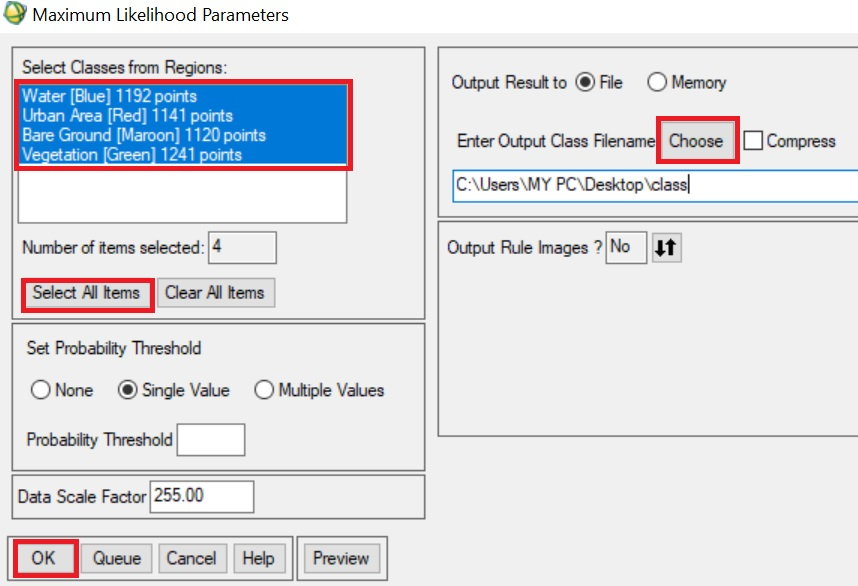 Maximum Likelihood Parameters
Select Classes from Regions:
Water [Blue] 1192 points
Urban Area [Red] 1141 points
Bare Ground [Maroon] 1120 points
Vegetation [Green] 1241 points
Number of items selected: 4
Select All Items Clear All Items
Set Probability Threshold
None Single Value Multiple Values
Probability Threshold
Data Scale Factor 255.00
OK Queue Cancel Help Preview
Output Result to File Memory
Enter Output Class Filename Choose Compress
C:\Users\MY PC\Desktop\class
Output Rule Images ? No